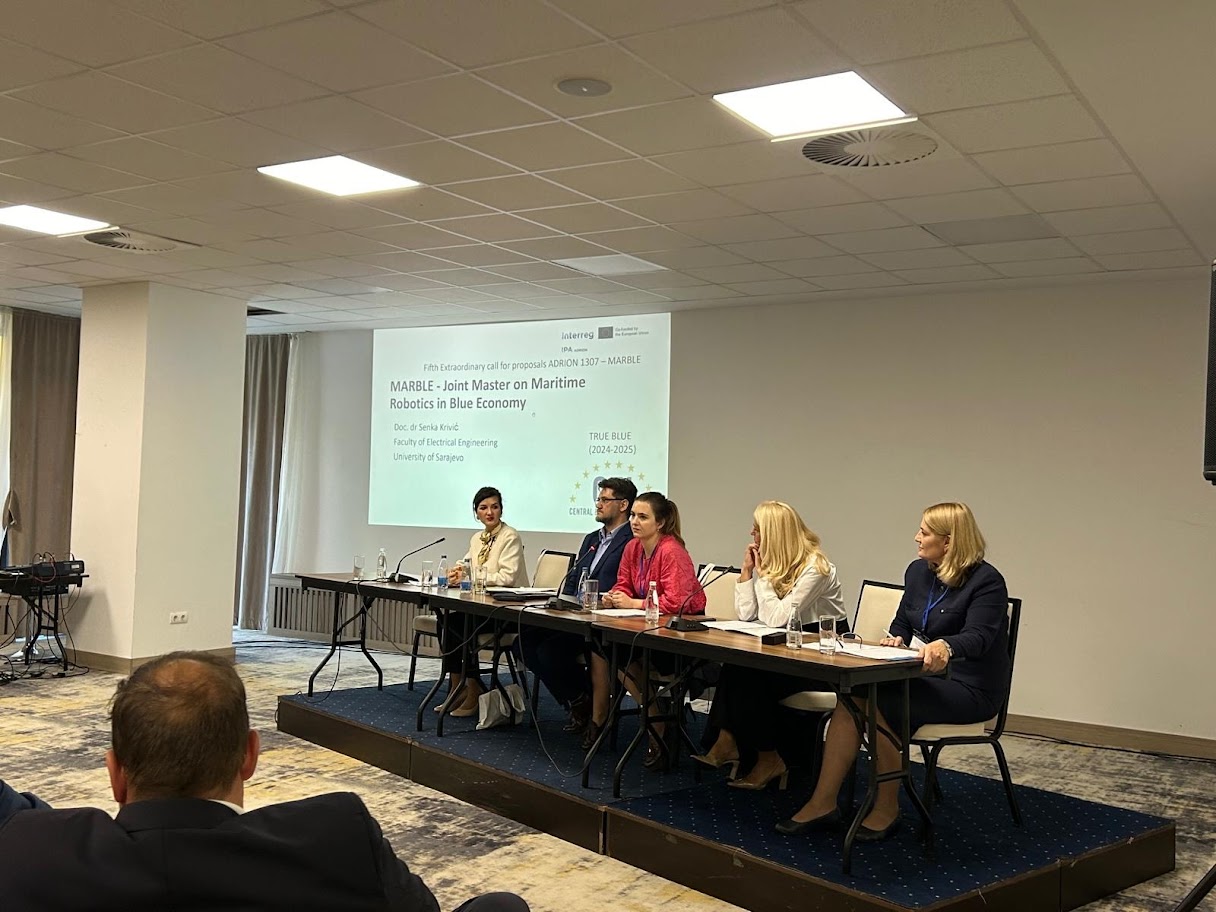 interreg
Co-funded by
the European Union
IPA ADRION
Fifth Extraordinary call for proposals ADRION 1307 – MARBLE
MARBLE - Joint Master on Maritime
Robotics in Blue Economy
Doc. dr Senka Krivić
Faculty of Electrical Engineering
University of Sarajevo
TRUE BLUE
(2024-2025)
CENTRAL